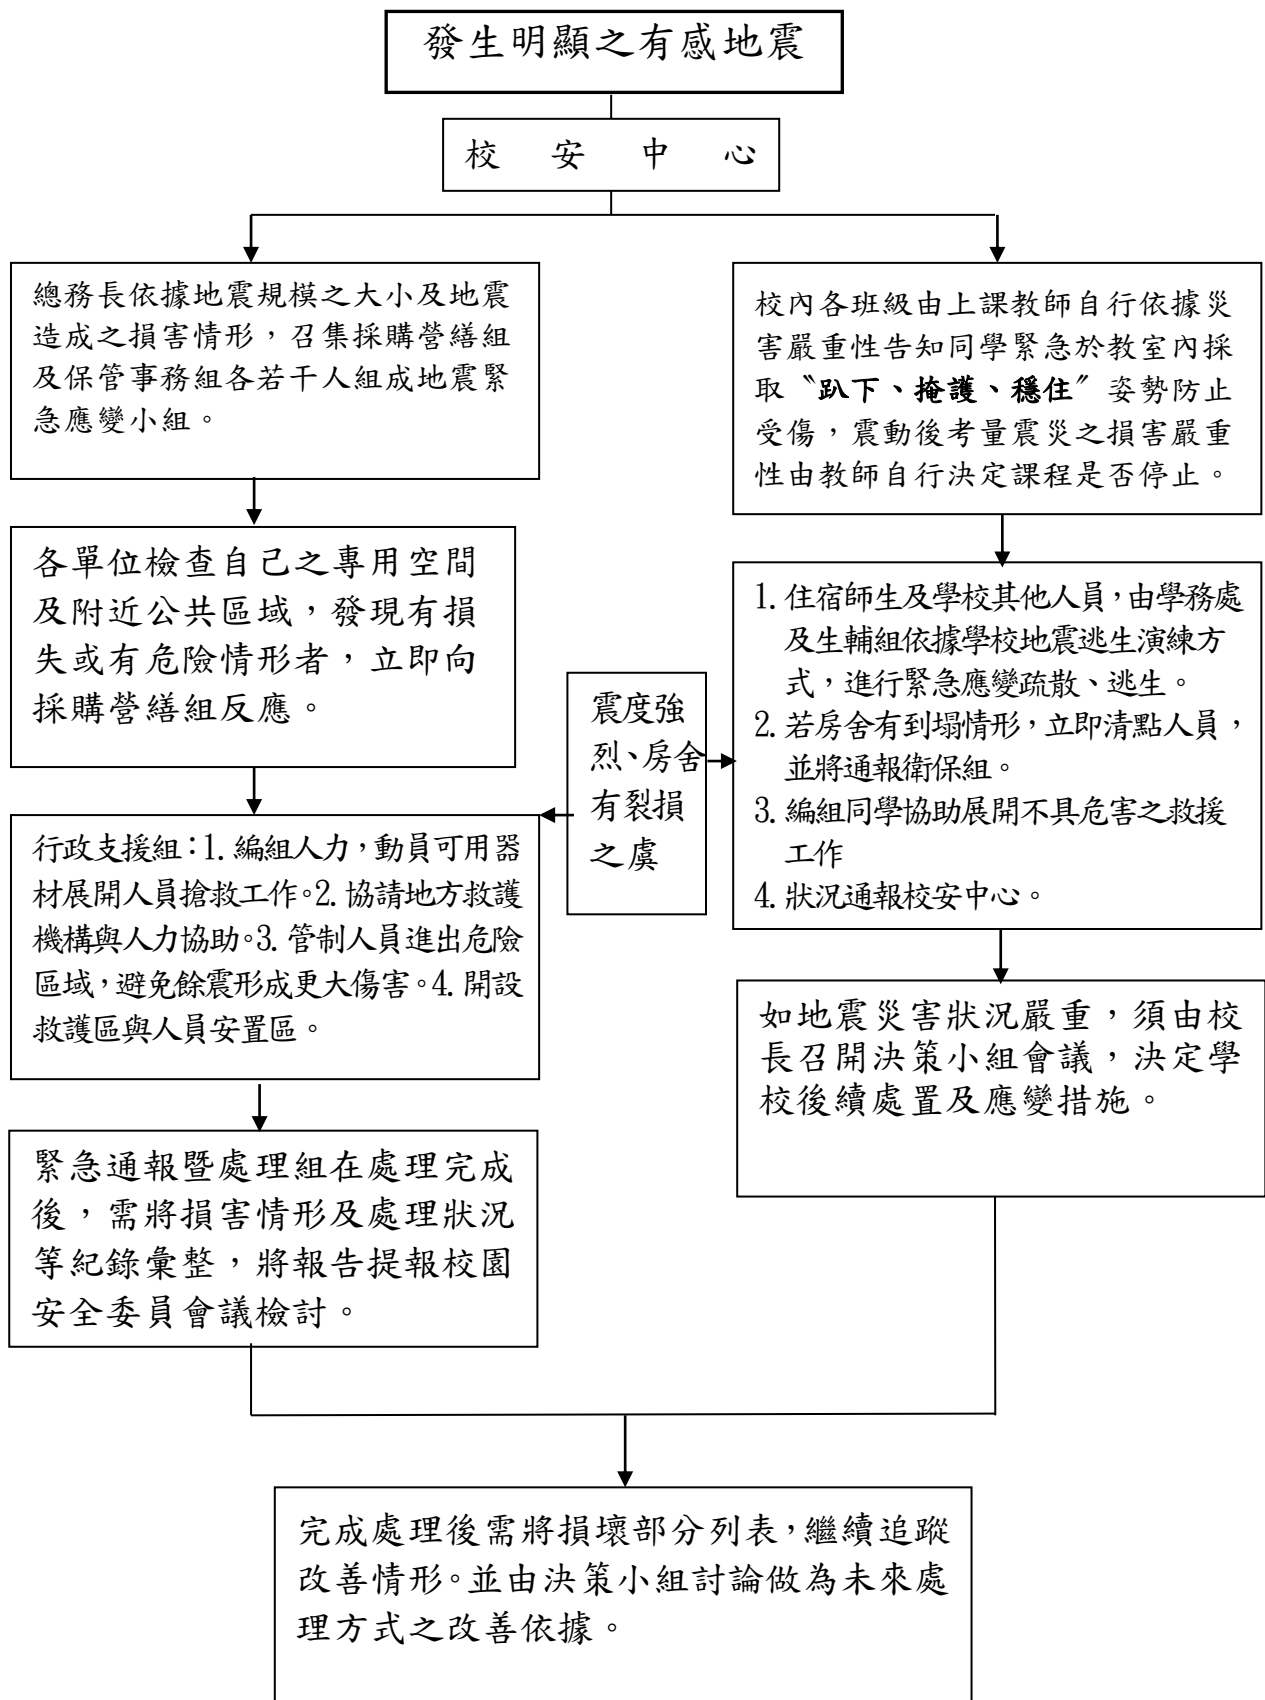 發生明顯之有感地震
校安中心
總務長依據地震規模之大小及地震
造成之損害情形，召集採購營繕組
及保管事務組各若干人組成地震緊
急應變小組。
校內各班級由上課教師自行依據災
害嚴重性告知同學緊急於教室內採
取〝趴下、掩護、穩住〞姿勢防止
受傷，震動後考量震災之損害嚴重
性由教師自行決定課程是否停止。
各單位檢查自己之專用空間
及附近公共區域，發現有損
失或有危險情形者，立即向
採購營繕組反應。
震度強
烈、房舍
有裂損
之虞
1. 住宿師生及學校其他人員，由學務處
及生輔組依據學校地震逃生演練方
式，進行緊急應變疏散、逃生。
2. 若房舍有到塌情形，立即清點人員，
並將通報衛保組。
3. 編組同學協助展開不具危害之救援
工作
4. 狀況通報校安中心。
行政支援組：1. 編組人力，動員可用器
材展開人員搶救工作。2. 協請地方救護
機構與人力協助。3. 管制人員進出危險
區域，避免餘震形成更大傷害。4. 開設
救護區與人員安置區。
如地震災害狀況嚴重，須由校
長召開決策小組會議，決定學
校後續處置及應變措施。
緊急通報暨處理組在處理完成
後，需將損害情形及處理狀況
等紀錄彙整，將報告提報校園
安全委員會議檢討。
完成處理後需將損壞部分列表，繼續追蹤
改善情形。並由決策小組討論做為未來處
理方式之改善依據。